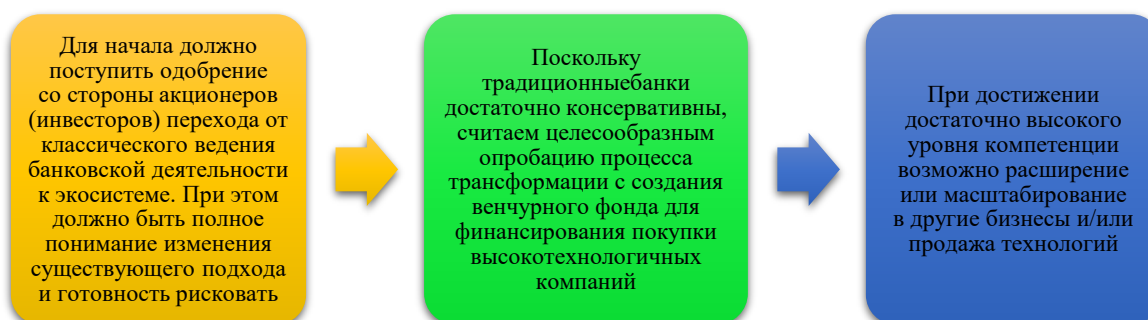 Для начала должно
поступить одобрение
со стороны акционеров
(инвесторов) перехода от
классического ведения
банковской деятельности
к экосистеме. При этом
должно быть полное
понимание изменения
существующего подхода
и готовность рисковать
Поскольку
традиционныебанки
достаточно консервативны,
считаем целесообразным
опробацию процесса
трансформации с создания
венчурного фонда для
финансирования покупки
высокотехнологичных
компаний
При достижении
достаточно высокого
уровня компетенции
возможно расширение
или масштабирование
в другие бизнесы и/или
продажа технологий